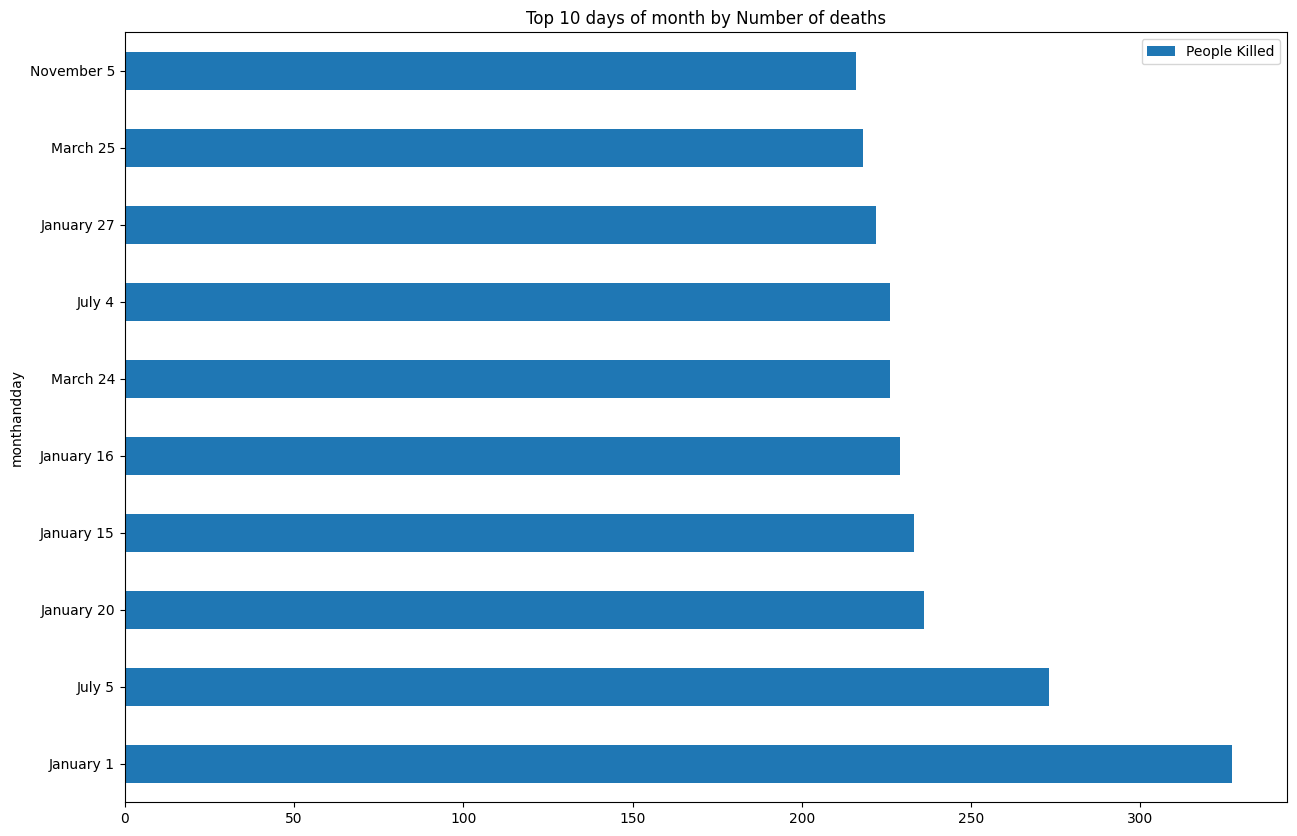 Top 10 days of month by Number of deaths
People Killed
monthandday
November 5
March 25
January 27
July 4
March 24
January 16
January 15
January 20
July 5
January 1
0 50 100 150 200 250 300